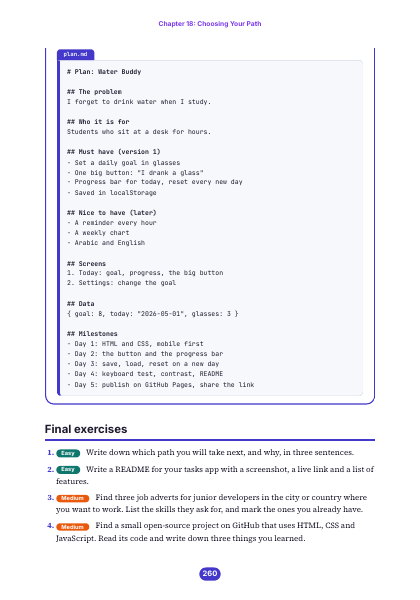 Chapter 18: Choosing Your Path
plan.md
# Plan: Water Buddy
## The problem
I forget to drink water when I study.
## Who it is for
Students who sit at a desk for hours.
## Must have (version 1)
- Set a daily goal in glasses
- One big button: "I drank a glass"
- Progress bar for today, reset every new day
- Saved in localStorage
## Nice to have (later)
- A reminder every hour
- A weekly chart
- Arabic and English
## Screens
1. Today: goal, progress, the big button
2. Settings: change the goal
## Data
{ goal: 8, today: "2026-05-01", glasses: 3 }
## Milestones
- Day 1: HTML and CSS, mobile first
- Day 2: the button and the progress bar
- Day 3: save, load, reset on a new day
- Day 4: keyboard test, contrast, README
- Day 5: publish on GitHub Pages, share the link
Final exercises
1. Easy Write down which path you will take next, and why, in three sentences.
2. Easy Write a README for your tasks app with a screenshot, a live link and a list of
features.
3. Medium Find three job adverts for junior developers in the city or country where
you want to work. List the skills they ask for, and mark the ones you already have.
4. Medium Find a small open-source project on GitHub that uses HTML, CSS and
JavaScript. Read its code and write down three things you learned.
260